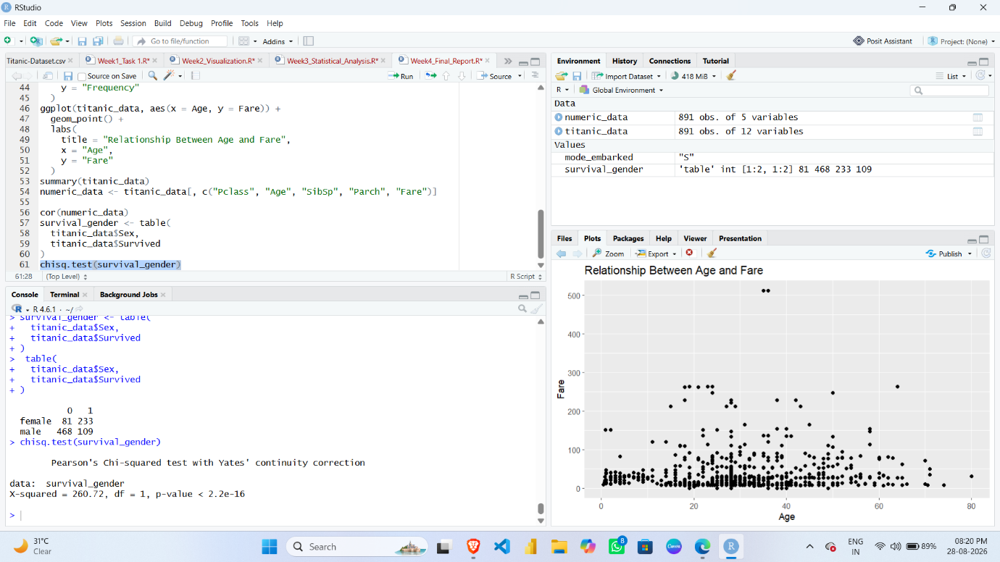 RStudio
File Edit Code View Plots Session Build Debug Profile Tools Help
Go to file/function Addins Posit Assistant Project: (None)
Titanic-Dataset.csv Week1_Task 1.R* Week2_Visualization.R* Week3_Statistical_Analysis.R* Week4_Final_Report.R*
Source on Save Run Source
44 y = "Frequency"
45 )
46 ggplot(titanic_data, aes(x = Age, y = Fare)) +
47 geom_point() +
48 labs(
49 title = "Relationship Between Age and Fare",
50 x = "Age",
51 y = "Fare"
52 )
53 summary(titanic_data)
54 numeric_data <- titanic_data[, c("Pclass", "Age", "SibSp", "Parch", "Fare")]
55
56 cor(numeric_data)
57 survival_gender <- table(
58 titanic_data$Sex,
59 titanic_data$Survived
60 )
61 chisq.test(survival_gender)
61:28 (Top Level) R Script
Console Terminal Background Jobs
R 4.6.1 · ~/
> survival_gender <- table(
+ titanic_data$Sex,
+ titanic_data$Survived
+ )
> table(
+ titanic_data$Sex,
+ titanic_data$Survived
+ )
0 1
female 81 233
male 468 109
> chisq.test(survival_gender)
Pearson's Chi-squared test with Yates' continuity correction
data: survival_gender
X-squared = 260.72, df = 1, p-value < 2.2e-16
>
Environment History Connections Tutorial
Import Dataset 418 MiB List
R Global Environment
Data
numeric_data 891 obs. of 5 variables
titanic_data 891 obs. of 12 variables
Values
mode_embarked "S"
survival_gender 'table' int [1:2, 1:2] 81 468 233 109
Files Plots Packages Help Viewer Presentation
Zoom Export Publish
Relationship Between Age and Fare
500
400
300
200
100
0
Fare
0 20 40 60 80
Age
31°C
Clear
Search
8
ENG
IN
89%
08:20 PM
28-08-2026